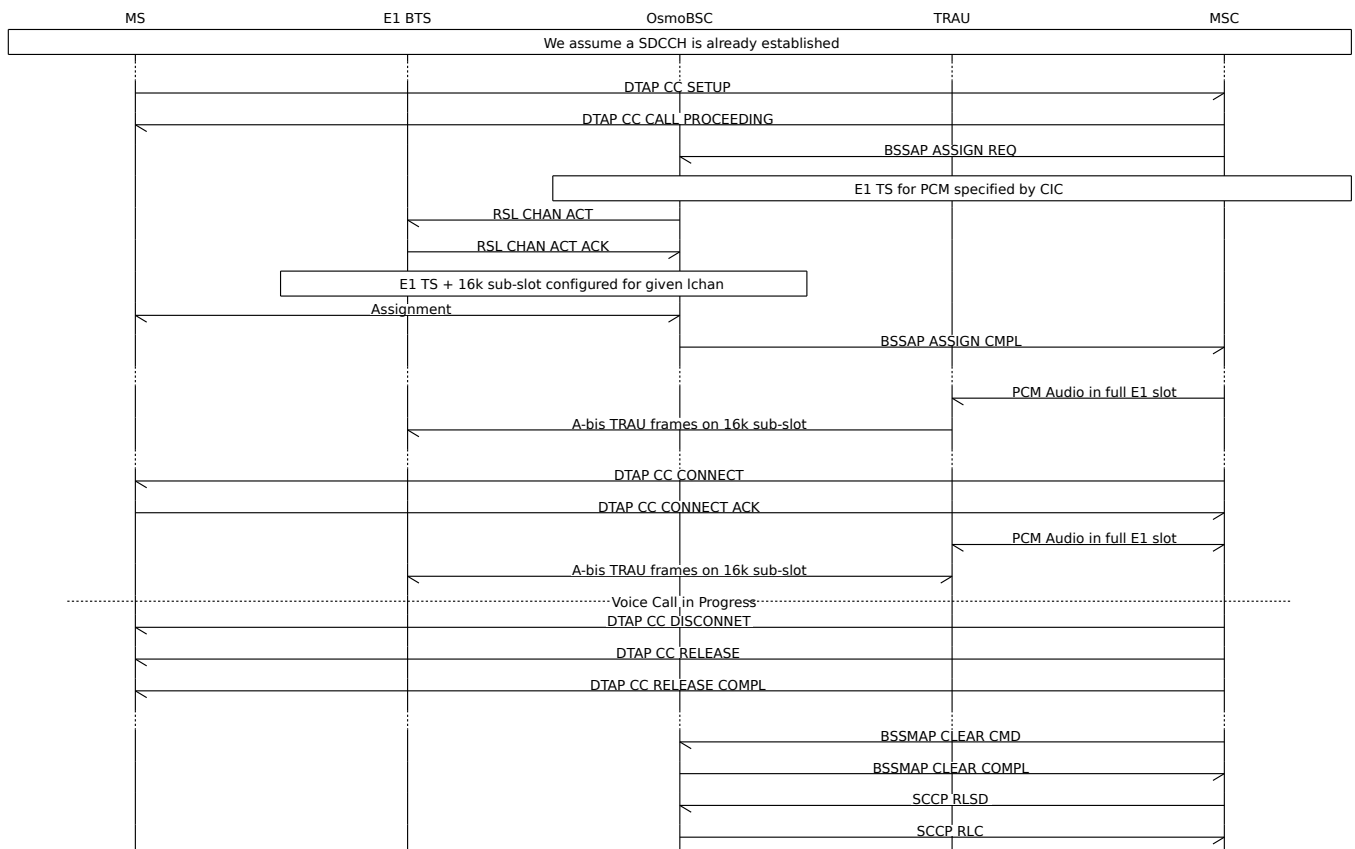 MS E1 BTS OsmoBSC TRAU MSC
We assume a SDCCH is already established
DTAP CC SETUP
DTAP CC CALL PROCEEDING
BSSAP ASSIGN REQ
E1 TS for PCM specified by CIC
RSL CHAN ACT
RSL CHAN ACT ACK
E1 TS + 16k sub-slot configured for given lchan
Assignment
BSSAP ASSIGN CMPL
PCM Audio in full E1 slot
A-bis TRAU frames on 16k sub-slot
DTAP CC CONNECT
DTAP CC CONNECT ACK
PCM Audio in full E1 slot
A-bis TRAU frames on 16k sub-slot
Voice Call in Progress
DTAP CC DISCONNET
DTAP CC RELEASE
DTAP CC RELEASE COMPL
BSSMAP CLEAR CMD
BSSMAP CLEAR COMPL
SCCP RLSD
SCCP RLC